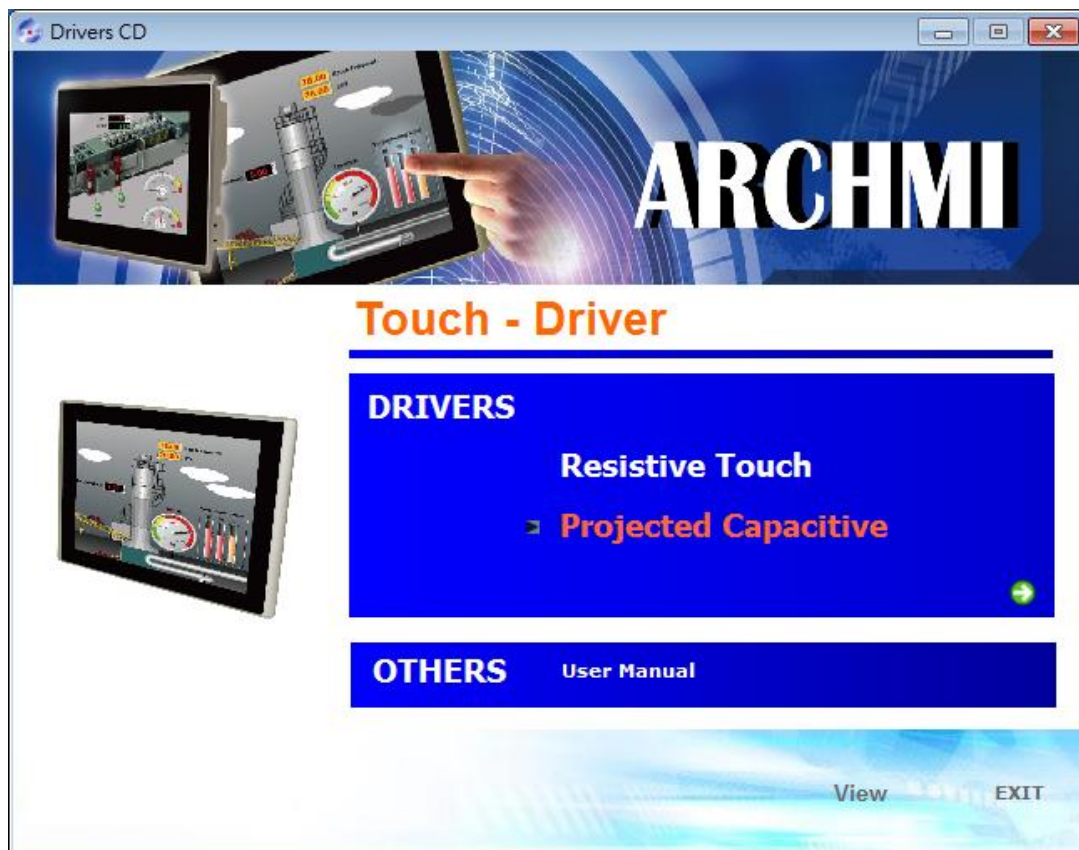 Drivers CD
ARCHMI
Touch - Driver
DRIVERS
Resistive Touch
Projected Capacitive
OTHERS User Manual
View EXIT